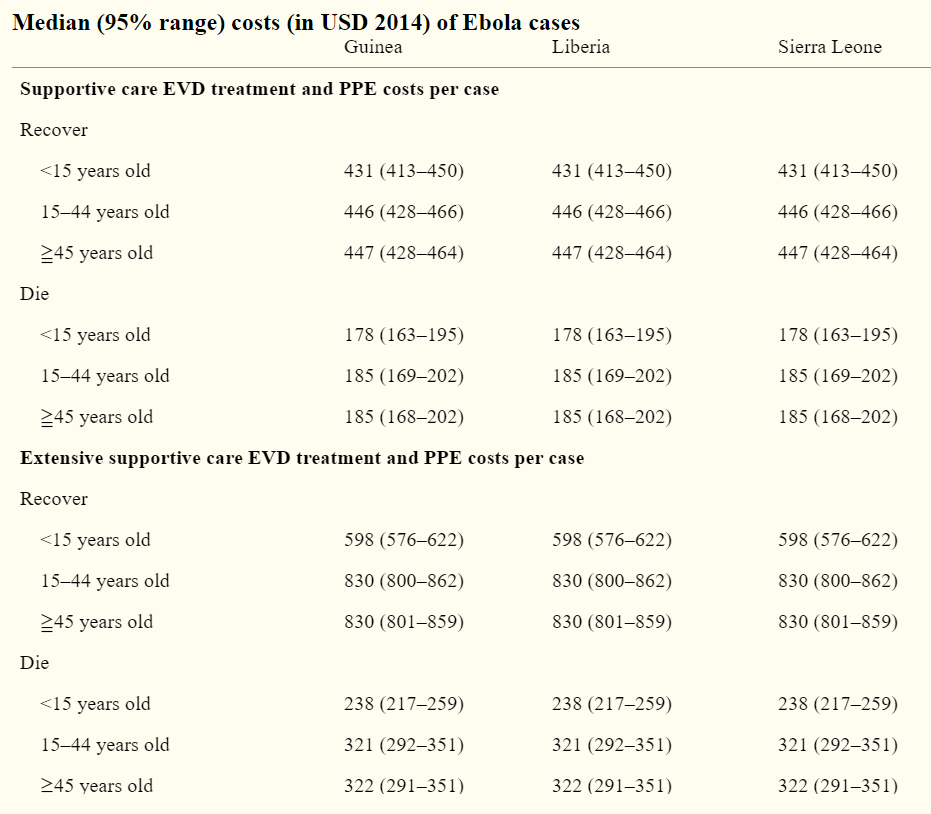 Median (95% range) costs (in USD 2014) of Ebola cases
Guinea Liberia Sierra Leone
Supportive care EVD treatment and PPE costs per case
Recover
<15 years old 431 (413–450) 431 (413–450) 431 (413–450)
15–44 years old 446 (428–466) 446 (428–466) 446 (428–466)
≧45 years old 447 (428–464) 447 (428–464) 447 (428–464)
Die
<15 years old 178 (163–195) 178 (163–195) 178 (163–195)
15–44 years old 185 (169–202) 185 (169–202) 185 (169–202)
≧45 years old 185 (168–202) 185 (168–202) 185 (168–202)
Extensive supportive care EVD treatment and PPE costs per case
Recover
<15 years old 598 (576–622) 598 (576–622) 598 (576–622)
15–44 years old 830 (800–862) 830 (800–862) 830 (800–862)
≧45 years old 830 (801–859) 830 (801–859) 830 (801–859)
Die
<15 years old 238 (217–259) 238 (217–259) 238 (217–259)
15–44 years old 321 (292–351) 321 (292–351) 321 (292–351)
≧45 years old 322 (291–351) 322 (291–351) 322 (291–351)